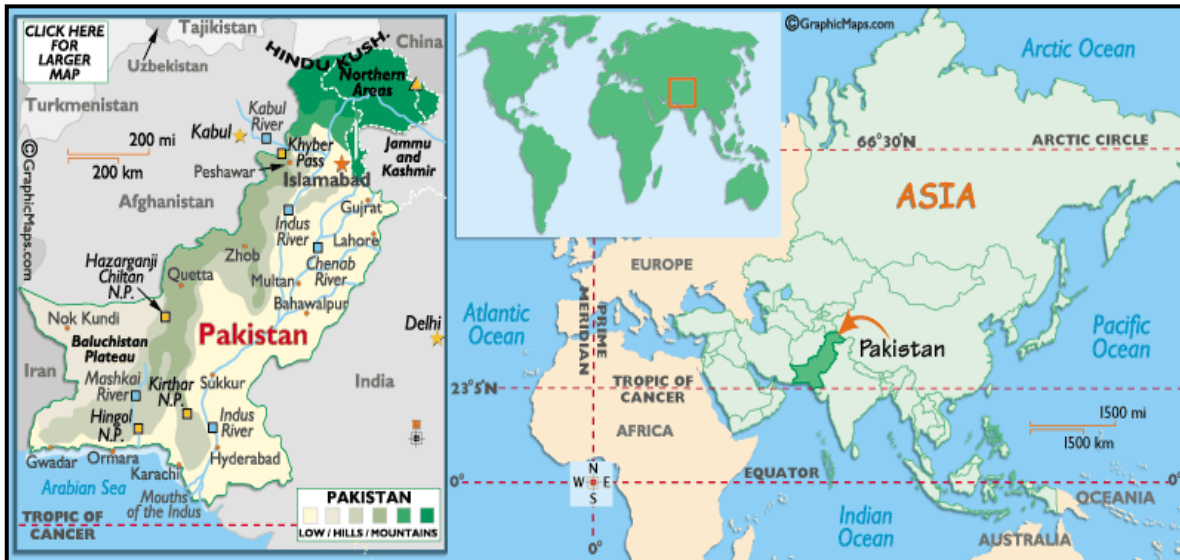 CLICK HERE
FOR
LARGER
MAP
Tajikistan
China
Uzbekistan
HINDU KUSH.
Northern
Areas
Turkmenistan
Kabul
River
Kabul
200 mi
200 km
Khyber
Pass
Jammu
and
Kashmir
Peshawar
Islamabad
©GraphicMaps.com
Afghanistan
Gujrat
Indus
River
Lahore
Zhob
Chenab
River
Hazarganji
Chiltan
N.P.
Quetta
Multan
Bahawalpur
Nok Kundi
Pakistan
Delhi
Baluchistan
Plateau
Iran
Mashkai
River
Kirthar
N.P.
Sukkur
India
Hingol
N.P.
Indus
River
Gwadar
Ormara
Karachi
Hyderabad
Arabian Sea
Mouths
of the Indus
TROPIC OF
CANCER
PAKISTAN
LOW / HILLS / MOUNTAINS
©GraphicMaps.com
Arctic Ocean
66°30'N
ARCTIC CIRCLE
ASIA
EUROPE
Atlantic
Ocean
PRIME
MERIDIAN
Pacific
Ocean
Pakistan
23°5'N
TROPIC OF
CANCER
AFRICA
1500 mi
1500 km
EQUATOR
0°
N
W E
S
0°
OCEANIA
Indian
Ocean
AUSTRALIA
0°